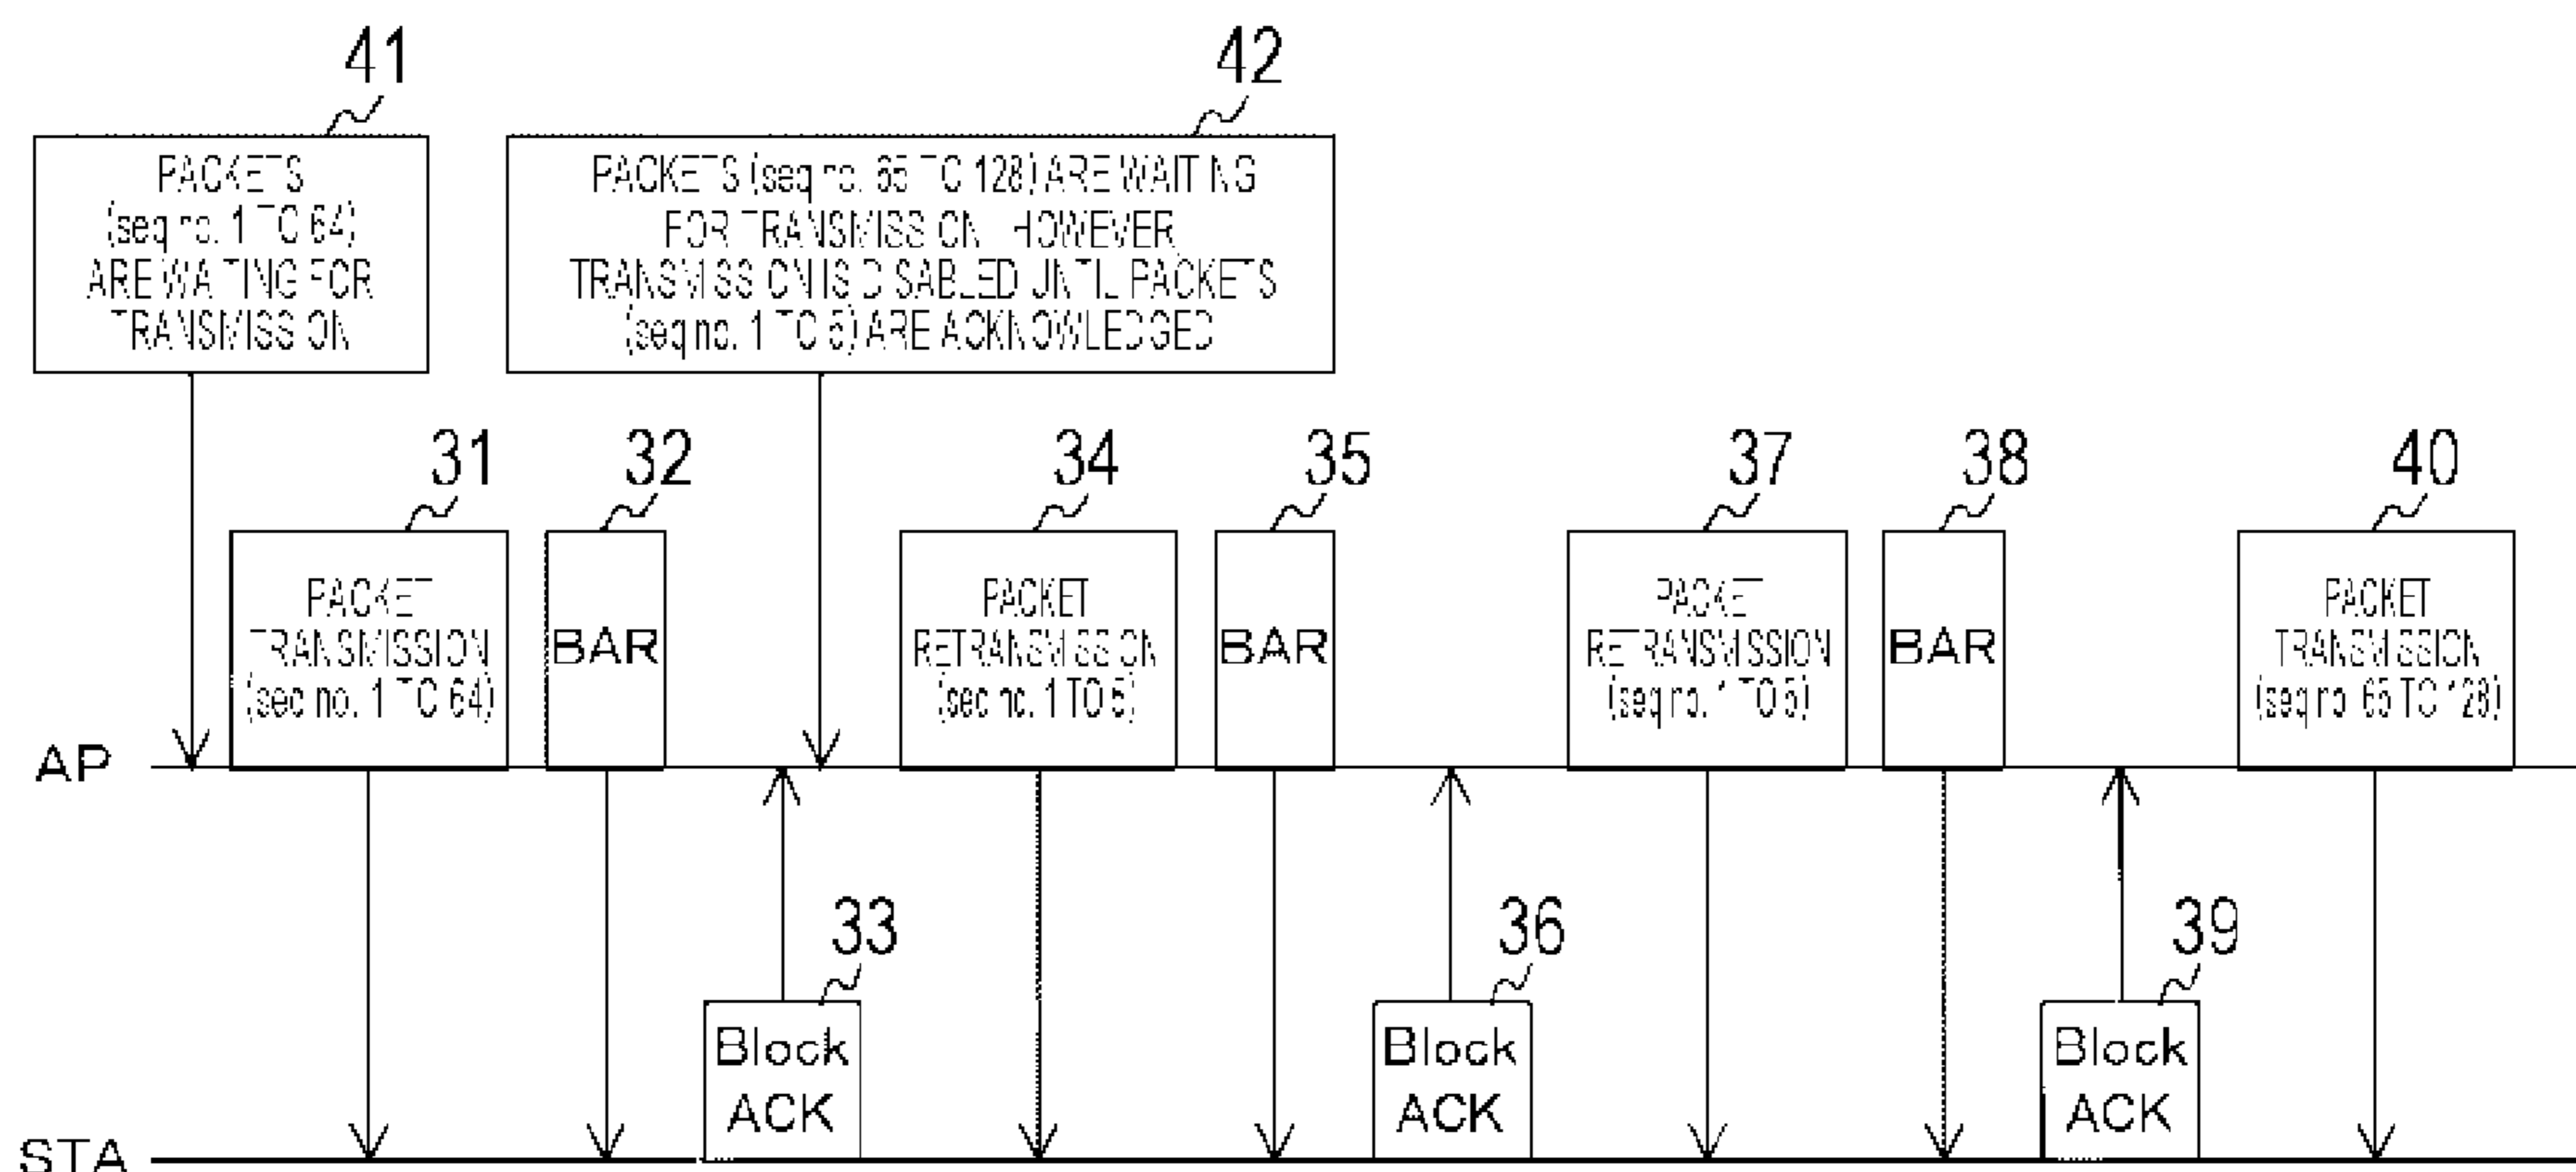 41
42
PACKETS
(seq no. 1 TO 64)
ARE WAITING FOR
TRANSMISSION
PACKETS (seq no. 65 TO 128) ARE WAITING
FOR TRANSMISSION. HOWEVER,
TRANSMISSION IS DISABLED UNTIL PACKETS
(seq no. 1 TO 5) ARE ACKNOWLEDGED
31
32
34
35
37
38
40
PACKET
TRANSMISSION
(seq no. 1 TO 64)
BAR
PACKET
RETRANSMISSION
(seq no. 1 TO 5)
BAR
PACKET
RETRANSMISSION
(seq no. 1 TO 5)
BAR
PACKET
TRANSMISSION
(seq no. 65 TO 128)
AP
33
36
39
Block
ACK
Block
ACK
Block
ACK
STA